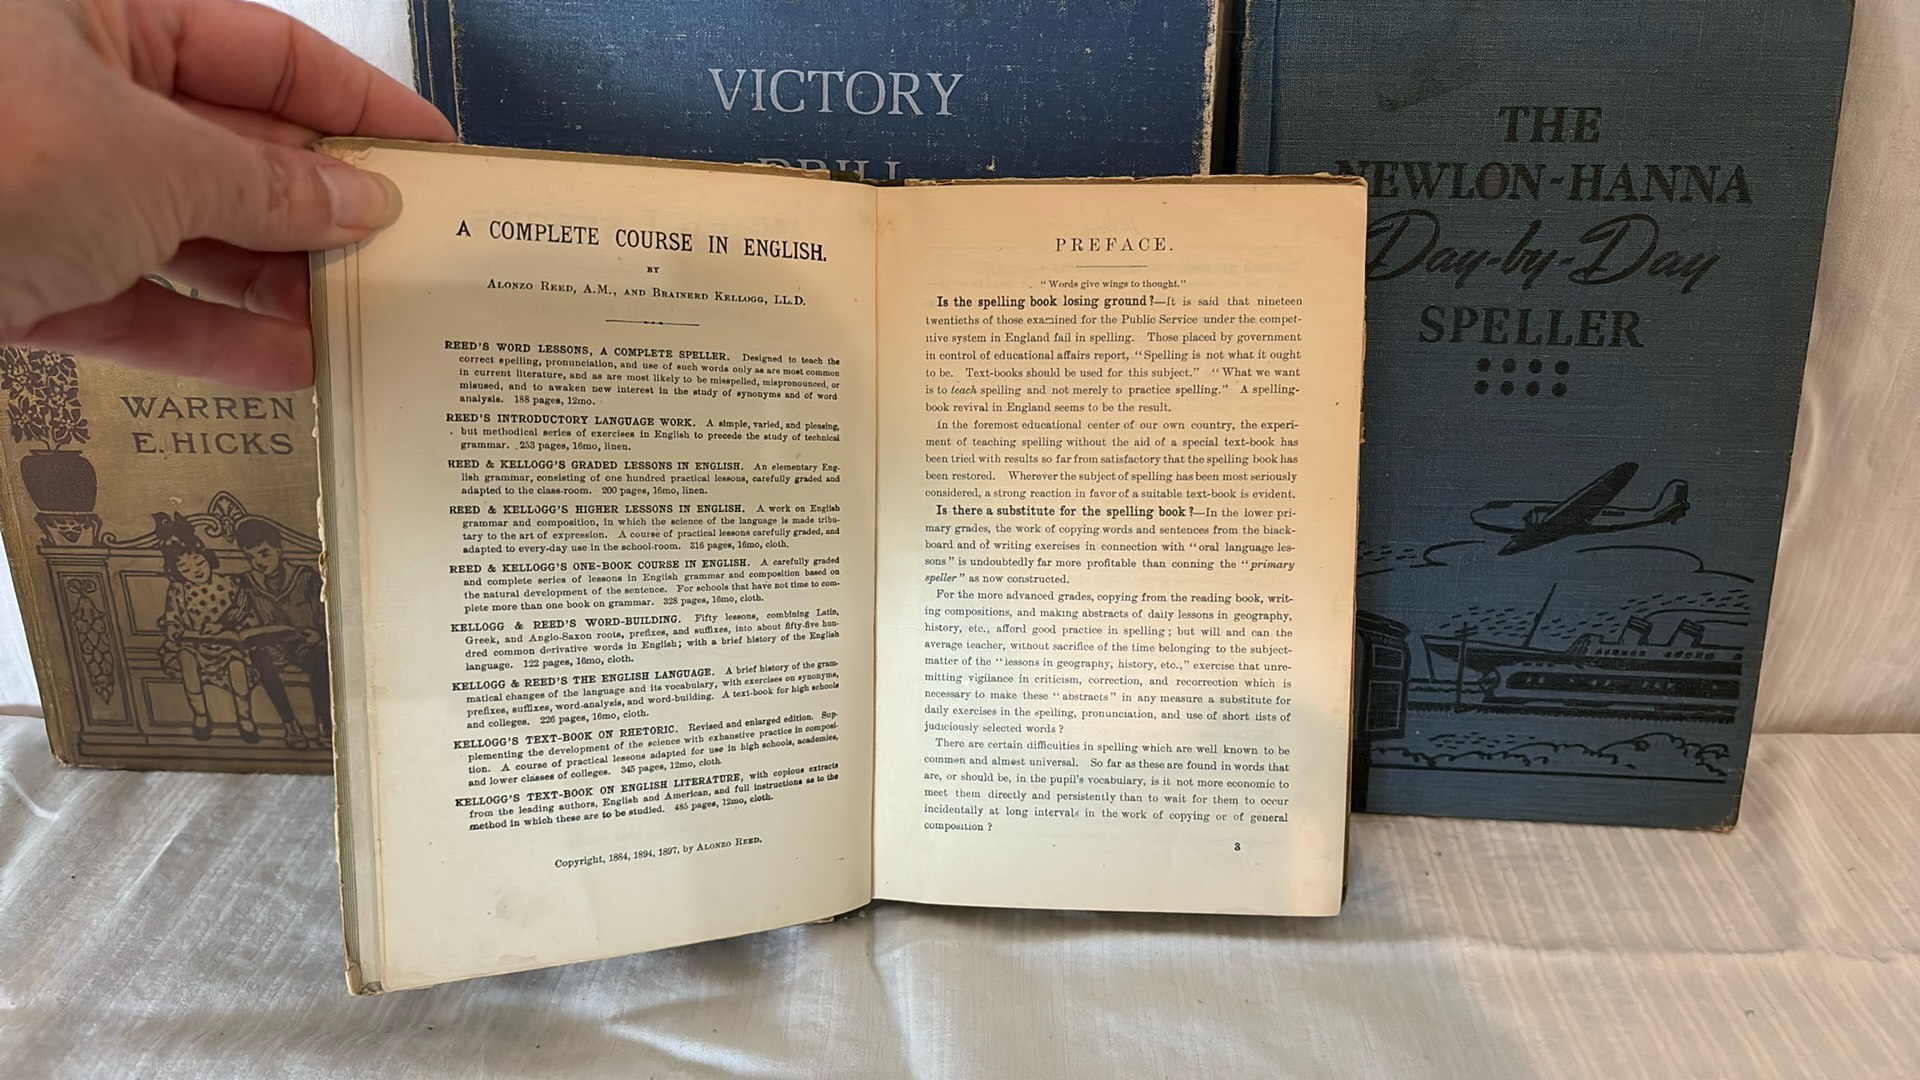 VICTORY
DRILL
THE
NEWLON-HANNA
Day-by-Day
SPELLER
WARREN
E. HICKS
A COMPLETE COURSE IN ENGLISH.
BY
ALONZO REED, A.M., AND BRAINERD KELLOGG, LL.D.
REED'S WORD LESSONS, A COMPLETE SPELLER. Designed to teach the
correct spelling, pronunciation, and use of such words only as are most common
in current literature, and as are most likely to be misspelled, mispronounced, or
misused, and to awaken new interest in the study of synonyms and of word
analysis. 188 pages, 12mo.
REED'S INTRODUCTORY LANGUAGE WORK. A simple, varied, and pleasing,
but methodical series of exercises in English to precede the study of technical
grammar. 253 pages, 16mo, linen.
REED & KELLOGG'S GRADED LESSONS IN ENGLISH. An elementary Eng-
lish grammar, consisting of one hundred practical lessons, carefully graded and
adapted to the class-room. 200 pages, 16mo, linen.
REED & KELLOGG'S HIGHER LESSONS IN ENGLISH. A work on English
grammar and composition, in which the science of the language is made tribu-
tary to the art of expression. A course of practical lessons carefully graded, and
adapted to every-day use in the school-room. 316 pages, 16mo, cloth.
REED & KELLOGG'S ONE-BOOK COURSE IN ENGLISH. A carefully graded
and complete series of lessons in English grammar and composition based on
the natural development of the sentence. For schools that have not time to com-
plete more than one book on grammar. 328 pages, 16mo, cloth.
KELLOGG & REED'S WORD-BUILDING. Fifty lessons, combining Latin,
Greek, and Anglo-Saxon roots, prefixes, and suffixes, into about fifty-five hun-
dred common derivative words in English; with a brief history of the English
language. 122 pages, 16mo, cloth.
KELLOGG & REED'S THE ENGLISH LANGUAGE. A brief history of the gram-
matical changes of the language and its vocabulary, with exercises on synonyms,
prefixes, suffixes, word-analysis, and word-building. A text-book for high schools
and colleges. 226 pages, 16mo, cloth.
KELLOGG'S TEXT-BOOK ON RHETORIC. Revised and enlarged edition. Sup-
plementing the development of the science with exhaustive practice in composi-
tion. A course of practical lessons adapted for use in high schools, academies,
and lower classes of colleges. 345 pages, 12mo, cloth.
KELLOGG'S TEXT-BOOK ON ENGLISH LITERATURE, with copious extracts
from the leading authors, English and American, and full instructions as to the
method in which these are to be studied. 485 pages, 12mo, cloth.
Copyright, 1884, 1894, 1897, by ALONZO REED.
PREFACE.
"Words give wings to thought."
Is the spelling book losing ground?—It is said that nineteen
twentieths of those examined for the Public Service under the compet-
itive system in England fail in spelling. Those placed by government
in control of educational affairs report, "Spelling is not what it ought
to be. Text-books should be used for this subject." "What we want
is to teach spelling and not merely to practice spelling." A spelling-
book revival in England seems to be the result.
In the foremost educational center of our own country, the experi-
ment of teaching spelling without the aid of a special text-book has
been tried with results so far from satisfactory that the spelling book has
been restored. Wherever the subject of spelling has been most seriously
considered, a strong reaction in favor of a suitable text-book is evident.
Is there a substitute for the spelling book?—In the lower pri-
mary grades, the work of copying words and sentences from the black-
board and of writing exercises in connection with "oral language les-
sons" is undoubtedly far more profitable than conning the "primary
speller" as now constructed.
For the more advanced grades, copying from the reading book, writ-
ing compositions, and making abstracts of daily lessons in geography,
history, etc., afford good practice in spelling; but will and can the
average teacher, without sacrifice of the time belonging to the subject-
matter of the "lessons in geography, history, etc.," exercise that unre-
mitting vigilance in criticism, correction, and recorrection which is
necessary to make these "abstracts" in any measure a substitute for
daily exercises in the spelling, pronunciation, and use of short lists of
judiciously selected words?
There are certain difficulties in spelling which are well known to be
common and almost universal. So far as these are found in words that
are, or should be, in the pupil's vocabulary, is it not more economic to
meet them directly and persistently than to wait for them to occur
incidentally at long intervals in the work of copying or of general
composition?
3